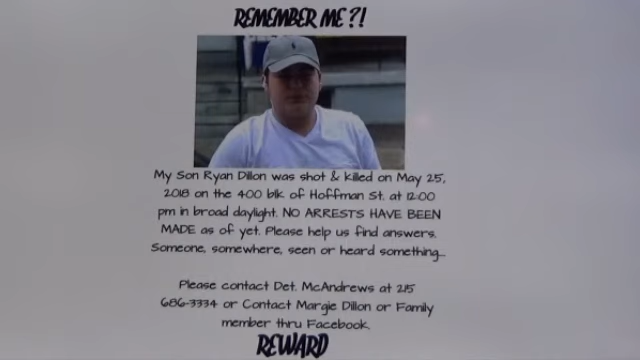 REMEMBER ME?!
My Son Ryan Dillon was shot & killed on May 25,
2018 on the 400 blk of Hoffman St. at 12:00
pm in broad daylight. NO ARRESTS HAVE BEEN
MADE as of yet. Please help us find answers.
Someone, somewhere, seen or heard something...
Please contact Det. McAndrews at 215
686-3334 or Contact Margie Dillon or Family
member thru Facebook.
REWARD